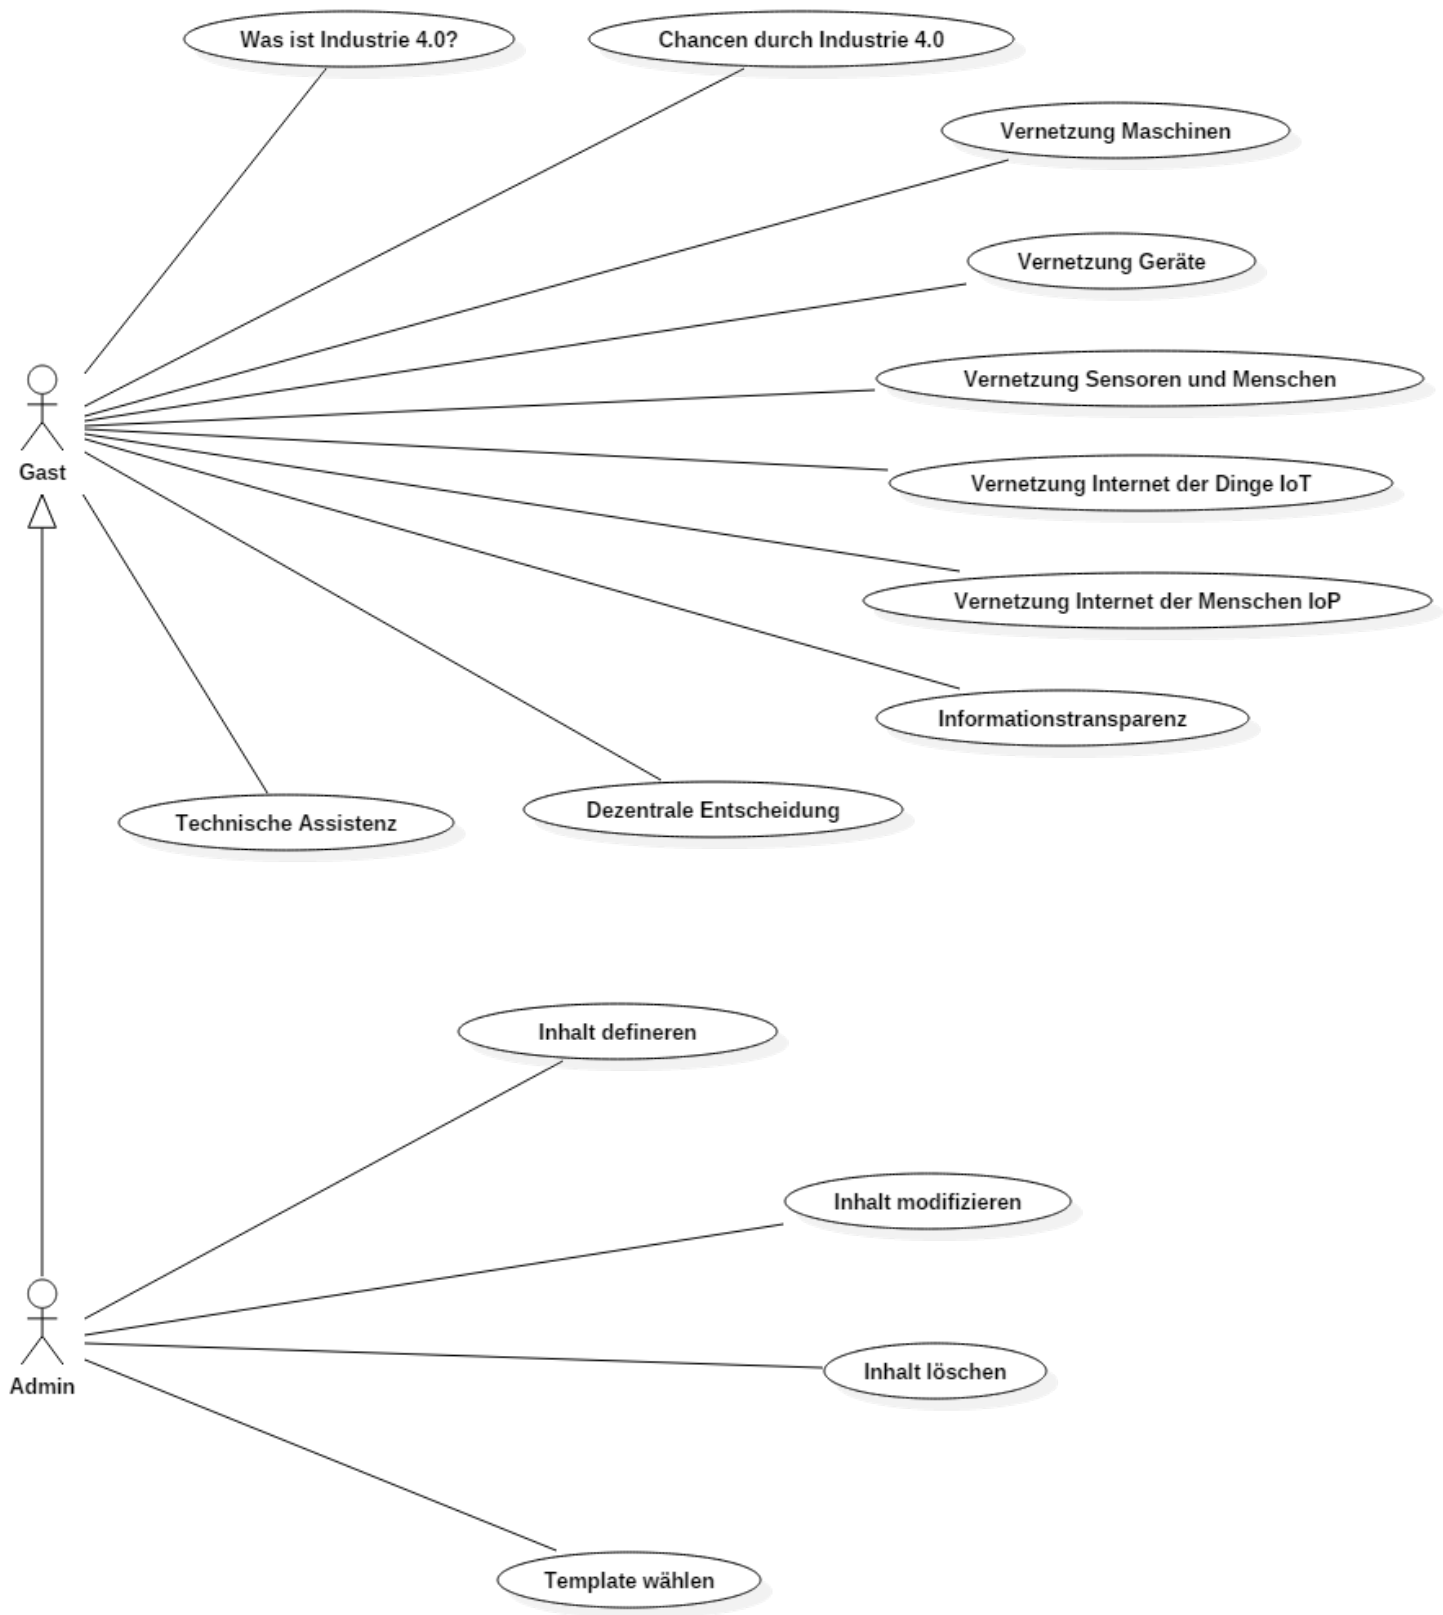 Was ist Industrie 4.0?
Chancen durch Industrie 4.0
Vernetzung Maschinen
Vernetzung Geräte
Vernetzung Sensoren und Menschen
Gast
Vernetzung Internet der Dinge IoT
Vernetzung Internet der Menschen IoP
Informationstransparenz
Dezentrale Entscheidung
Technische Assistenz
Inhalt defineren
Inhalt modifizieren
Inhalt löschen
Admin
Template wählen